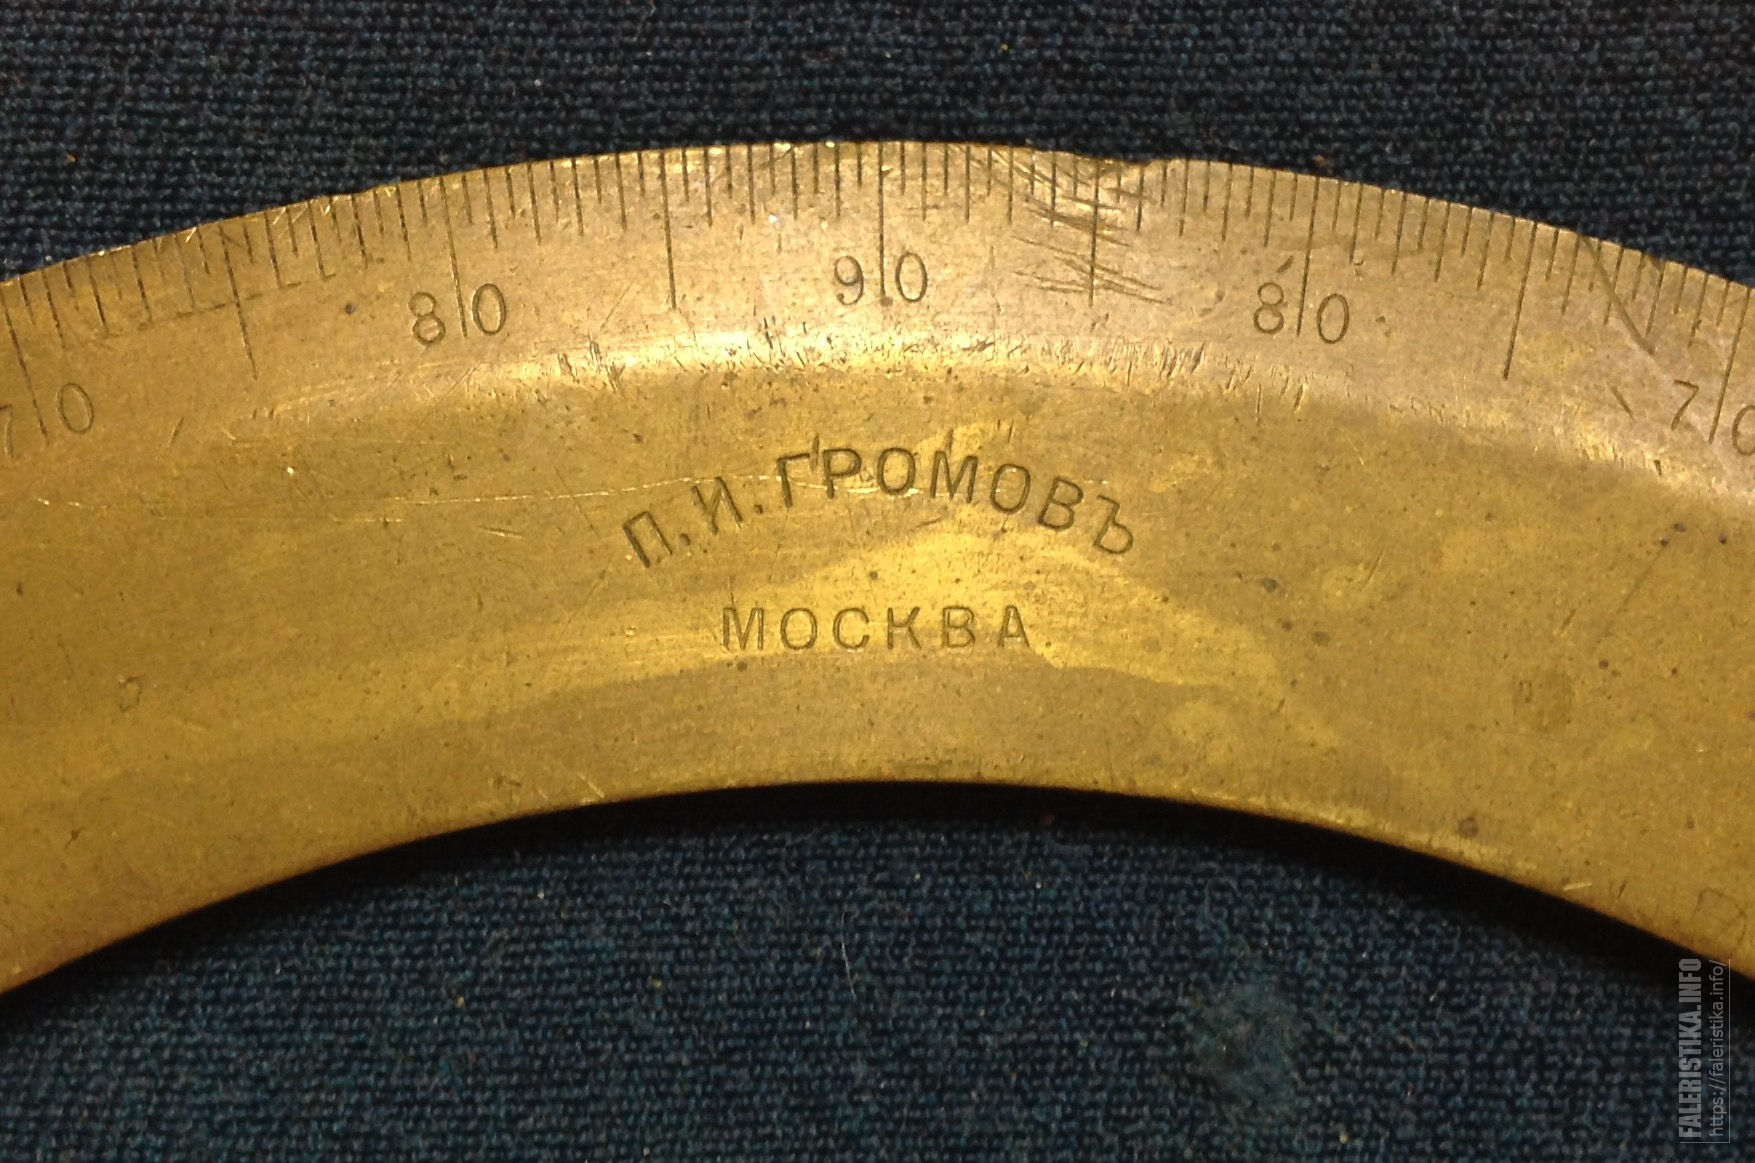 80 90 80
70 70
П. И. ГРОМОВЪ
МОСКВА
FALERISTIKA.INFO
https://faleristika.info/